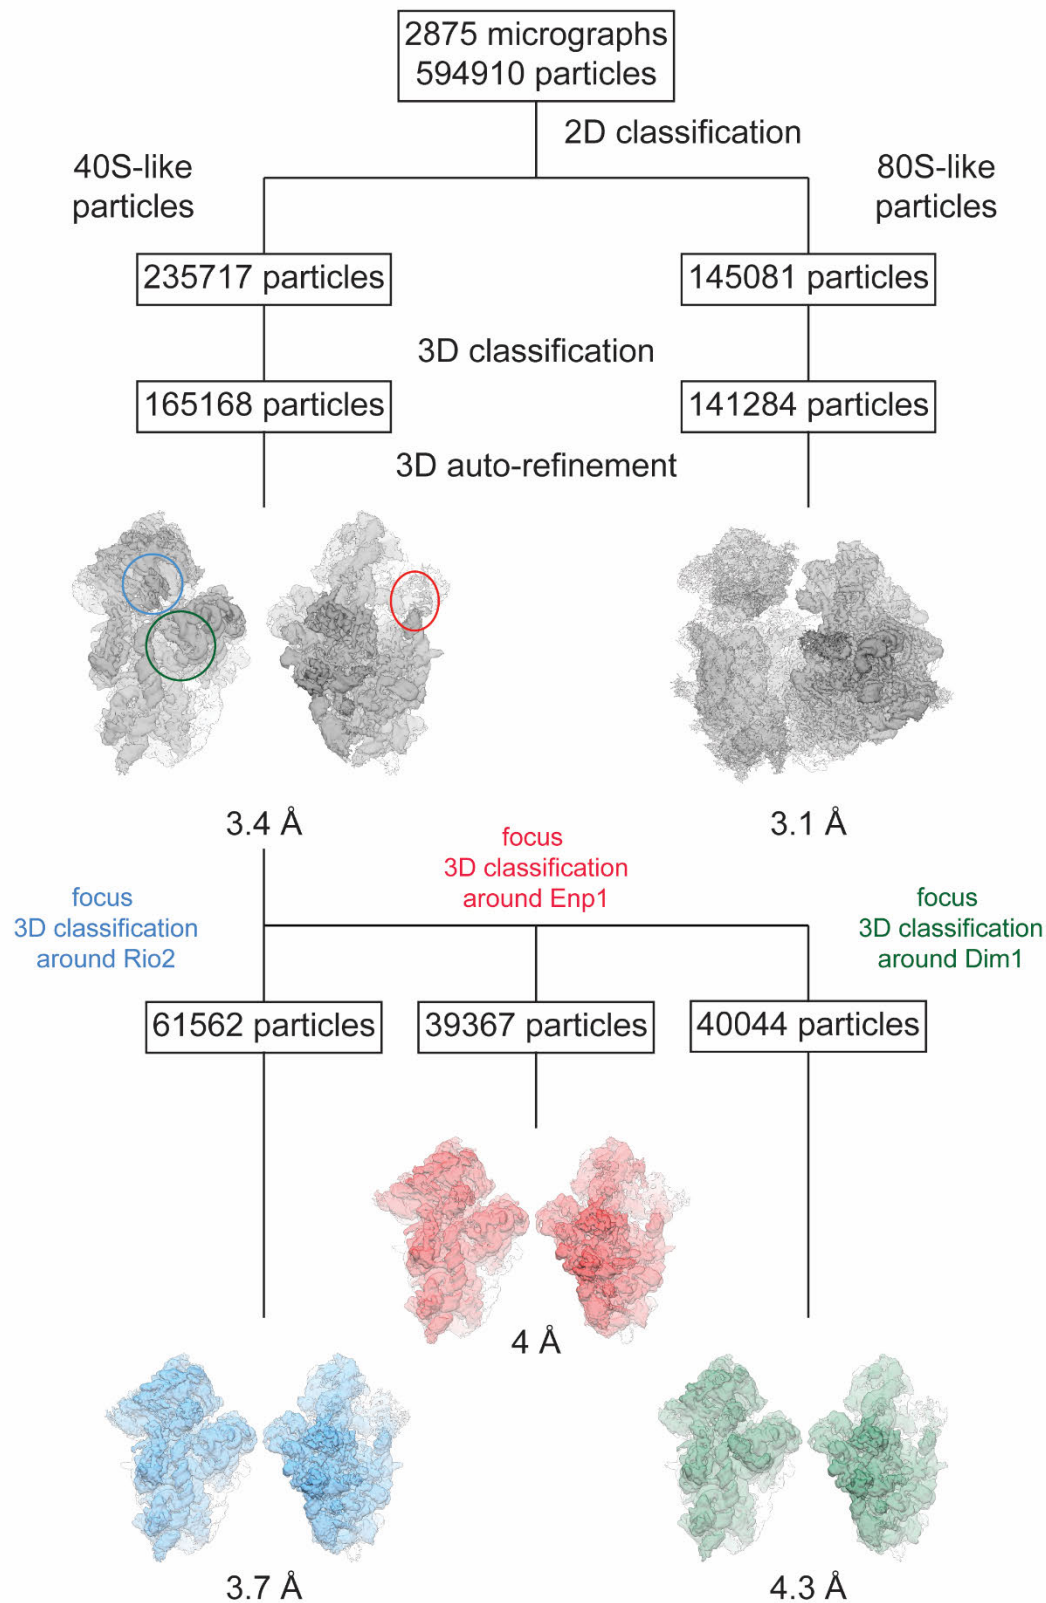 2875 micrographs
594910 particles
2D classification
40S-like
particles
80S-like
particles
235717 particles
145081 particles
3D classification
165168 particles
141284 particles
3D auto-refinement
3.4 Å
3.1 Å
focus
3D classification
around Rio2
focus
3D classification
around Enp1
focus
3D classification
around Dim1
61562 particles
39367 particles
40044 particles
4 Å
3.7 Å
4.3 Å